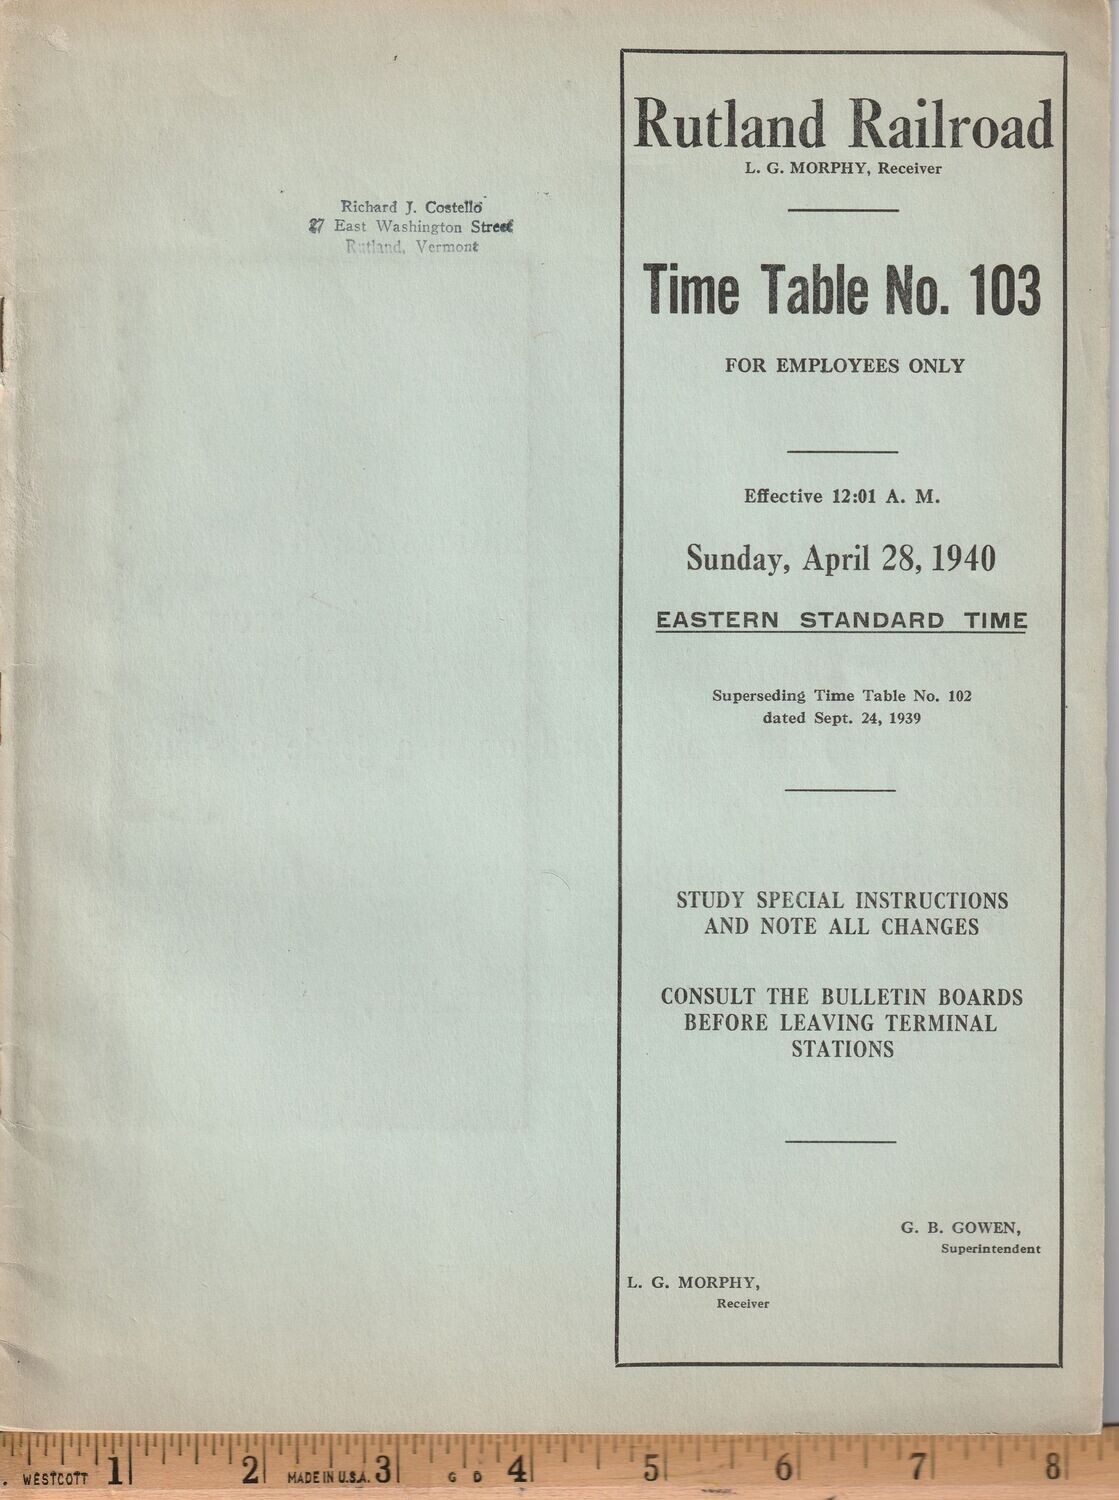 Richard J. Costello
27 East Washington Street
Rutland, Vermont
Rutland Railroad
L. G. MORPHY, Receiver
Time Table No. 103
FOR EMPLOYEES ONLY
Effective 12:01 A. M.
Sunday, April 28, 1940
EASTERN STANDARD TIME
Superseding Time Table No. 102
dated Sept. 24, 1939
STUDY SPECIAL INSTRUCTIONS
AND NOTE ALL CHANGES
CONSULT THE BULLETIN BOARDS
BEFORE LEAVING TERMINAL
STATIONS
G. B. GOWEN,
Superintendent
L. G. MORPHY,
Receiver
WESTCOTT 1 2 MADE IN U.S.A. 3 4 5 6 7 8